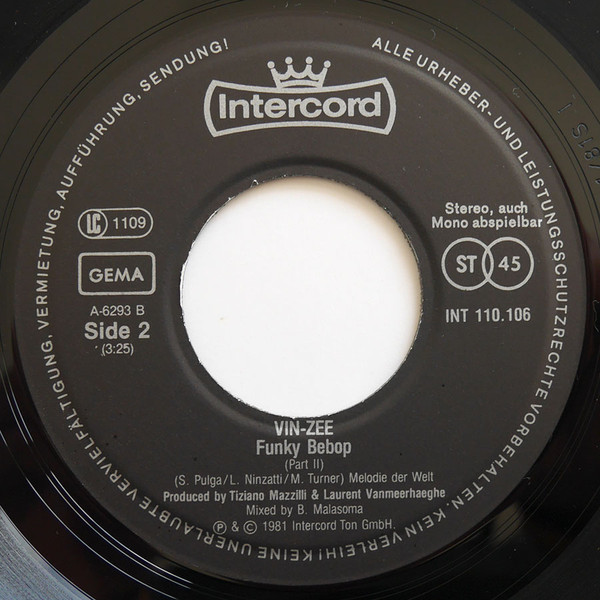 ALLE URHEBER- UND LEISTUNGSSCHUTZRECHTE VORBEHALTEN. KEIN VERLEIH! KEINE UNERLAUBTE VERVIELFÄLTIGUNG, VERMIETUNG, AUFFÜHRUNG, SENDUNG!
Intercord
LC 1109
GEMA
A-6293 B
Side 2
(3:25)
Stereo, auch
Mono abspielbar
ST 45
INT 110.106
VIN-ZEE
Funky Bebop
(Part II)
(S. Pulga/L. Ninzatti/M. Turner) Melodie der Welt
Produced by Tiziano Mazzilli & Laurent Vanmeerhaeghe
Mixed by B. Malasoma
Ⓟ & © 1981 Intercord Ton GmbH.